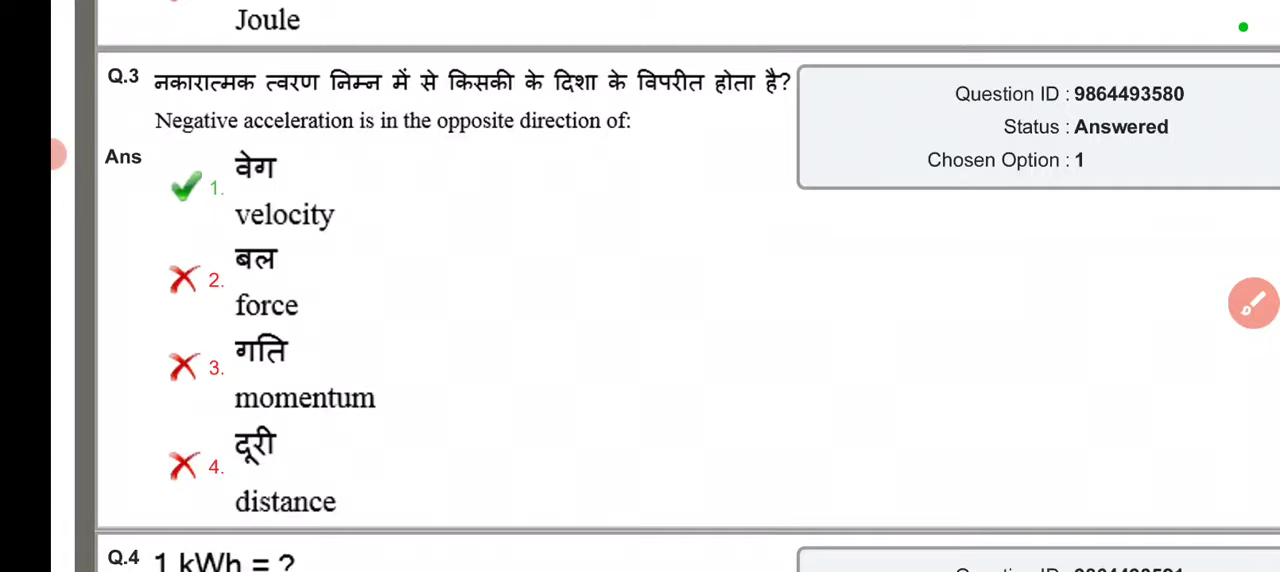 Joule
Q.3 नकारात्मक त्वरण निम्न में से किसकी के दिशा के विपरीत होता है?
Negative acceleration is in the opposite direction of:
Question ID : 9864493580
Status : Answered
Chosen Option : 1
Ans
1. वेग
velocity
2. बल
force
3. गति
momentum
4. दूरी
distance
Q.4 1 kWh = ?